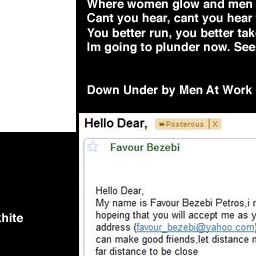 Where women glow and men
Cant you hear, cant you hear
You better run, you better tak
Im going to plunder now. See
Down Under by Men At Work
Hello Dear,
Posterous X
Favour Bezebi
Hello Dear,
My name is Favour Bezebi Petros,i
hopeing that you will accept me as y
address (favour_bezebi@yahoo.com)
can make good friends,let distance
far distance to be close
hite